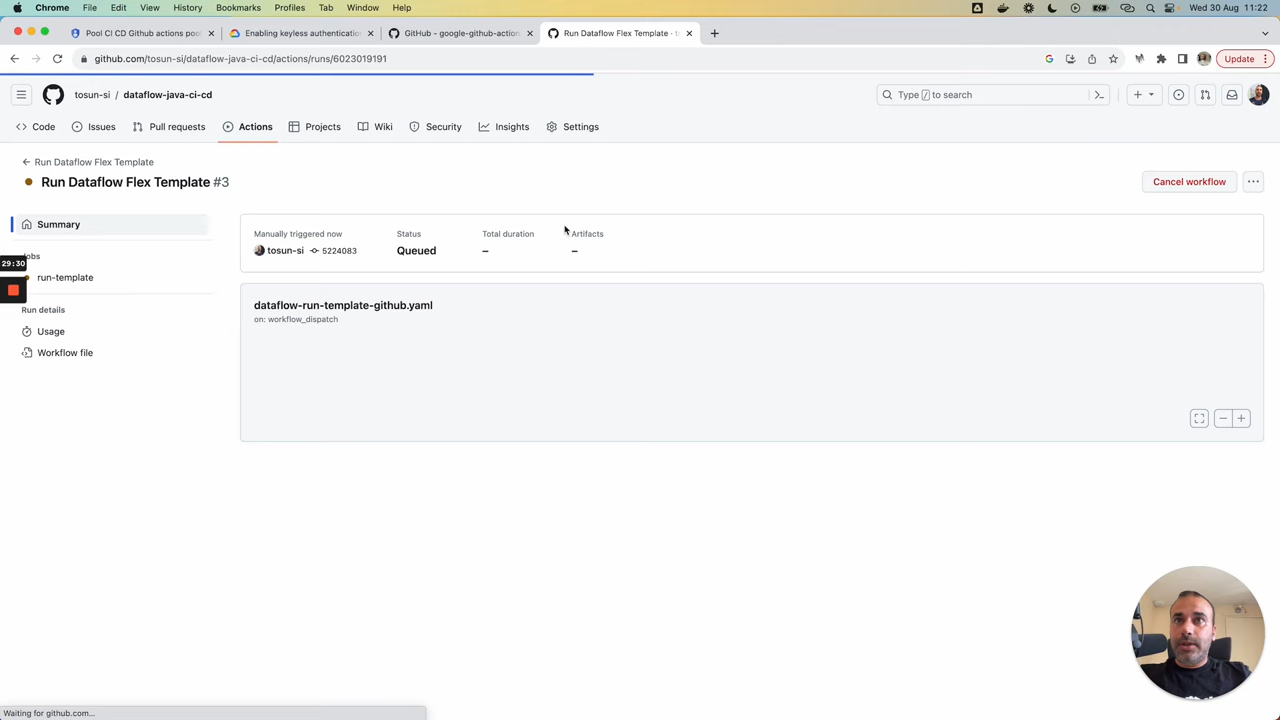 Chrome File Edit View History Bookmarks Profiles Tab Window Help Wed 30 Aug 11:22
Pool CI CD Github actions pool Enabling keyless authentication GitHub - google-github-action Run Dataflow Flex Template · t
github.com/tosun-si/dataflow-java-ci-cd/actions/runs/6023019191 Update
tosun-si / dataflow-java-ci-cd Type / to search
Code Issues Pull requests Actions Projects Wiki Security Insights Settings
← Run Dataflow Flex Template
Run Dataflow Flex Template #3 Cancel workflow
Summary
Manually triggered now Status Total duration Artifacts
tosun-si 5224083 Queued – –
Jobs
29:30
run-template
Run details
Usage
Workflow file
dataflow-run-template-github.yaml
on: workflow_dispatch
Waiting for github.com...